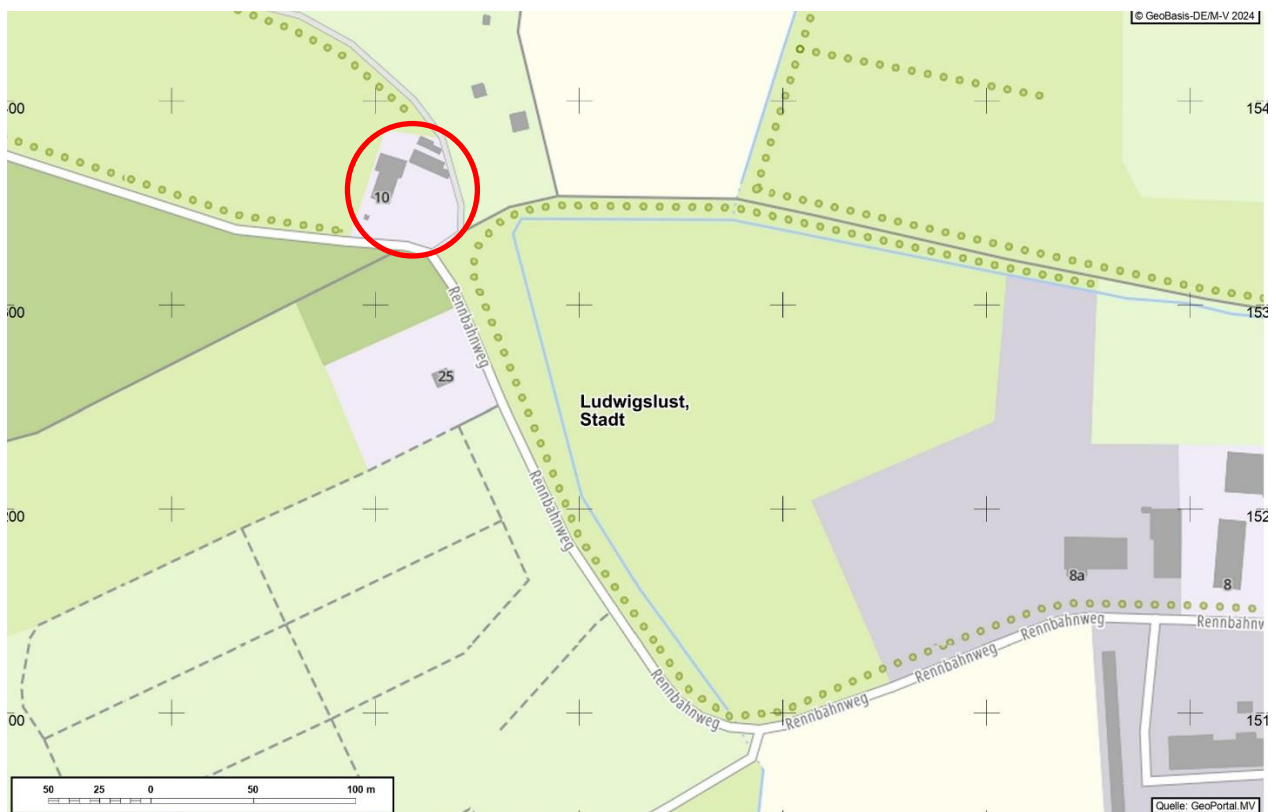 © GeoBasis-DE/M-V 2024
00
154
10
00
153
Rennbahnweg
25
Ludwigslust,
Stadt
Rennbahnweg
00
152
8a
8
Rennbahnweg
Rennbahnw
Rennbahnweg
Rennbahnweg
Rennbahnweg
00
151
50 25 0 50 100 m
Quelle: GeoPortal.MV